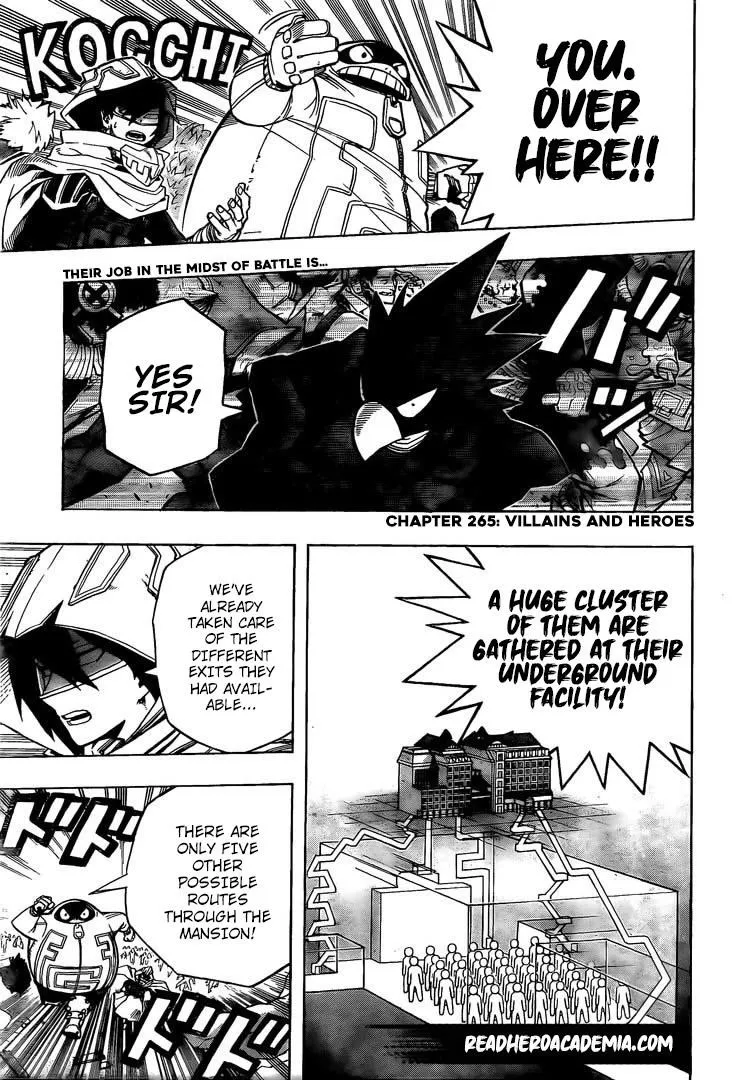 KOCCHI
YOU.
OVER
HERE!!
THEIR JOB IN THE MIDST OF BATTLE IS...
YES
SIR!
CHAPTER 265: VILLAINS AND HEROES
A HUGE CLUSTER
OF THEM ARE
GATHERED AT THEIR
UNDERGROUND
FACILITY!
WE'VE
ALREADY
TAKEN CARE
OF THE
DIFFERENT
EXITS THEY
HAD AVAIL-
ABLE...
THERE ARE
ONLY FIVE
OTHER
POSSIBLE
ROUTES
THROUGH THE
MANSION!
ドドド
ドドド
READHEROACADEMIA.COM